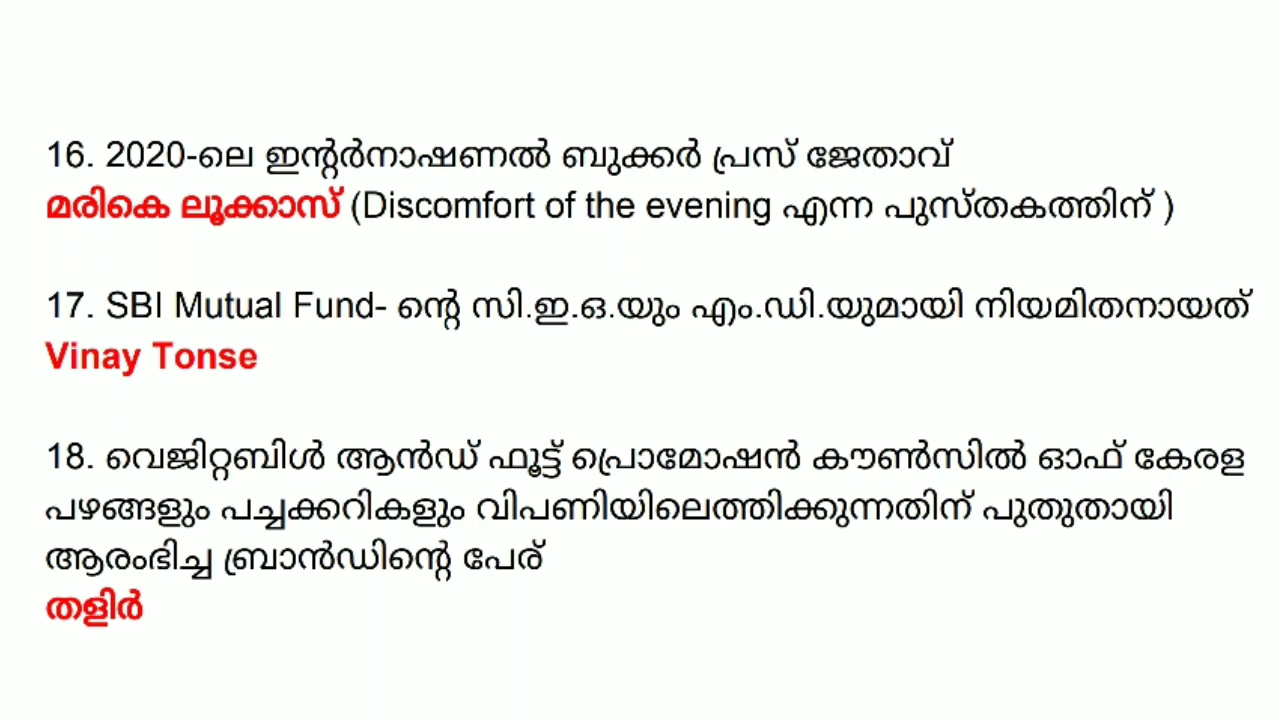 16. 2020-ലെ ഇന്റർനാഷണൽ ബുക്കർ പ്രസ് ജേതാവ്
മരികെ ലൂക്കാസ് (Discomfort of the evening എന്ന പുസ്തകത്തിന് )
17. SBI Mutual Fund- ന്റെ സി.ഇ.ഒ.യും എം.ഡി.യുമായി നിയമിതനായത്
Vinay Tonse
18. വെജിറ്റബിൾ ആൻഡ് ഫൂട്ട് പ്രൊമോഷൻ കൗൺസിൽ ഓഫ് കേരള
പഴങ്ങളും പച്ചക്കറികളും വിപണിയിലെത്തിക്കുന്നതിന് പുതുതായി
ആരംഭിച്ച ബ്രാൻഡിന്റെ പേര്
തളിർ